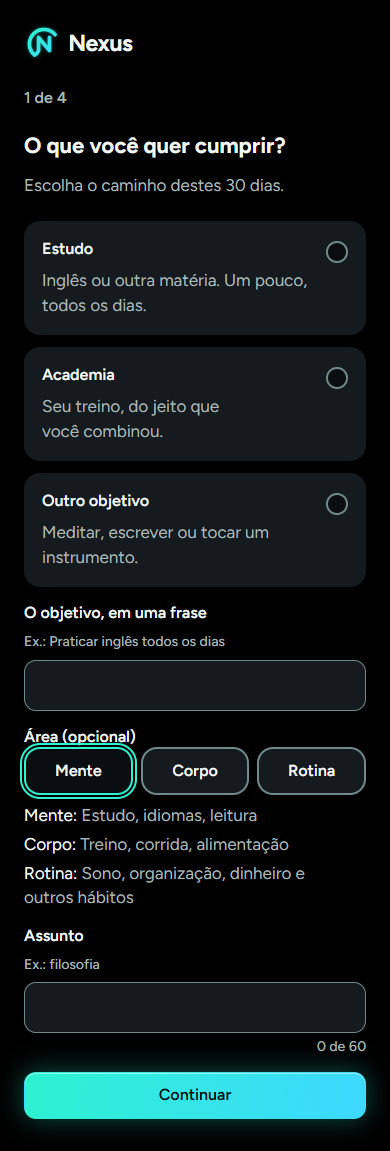 Nexus
1 de 4
O que você quer cumprir?
Escolha o caminho destes 30 dias.
Estudo
Inglês ou outra matéria. Um pouco,
todos os dias.
Academia
Seu treino, do jeito que
você combinou.
Outro objetivo
Meditar, escrever ou tocar um
instrumento.
O objetivo, em uma frase
Ex.: Praticar inglês todos os dias
Área (opcional)
Mente
Corpo
Rotina
Mente: Estudo, idiomas, leitura
Corpo: Treino, corrida, alimentação
Rotina: Sono, organização, dinheiro e
outros hábitos
Assunto
Ex.: filosofia
0 de 60
Continuar